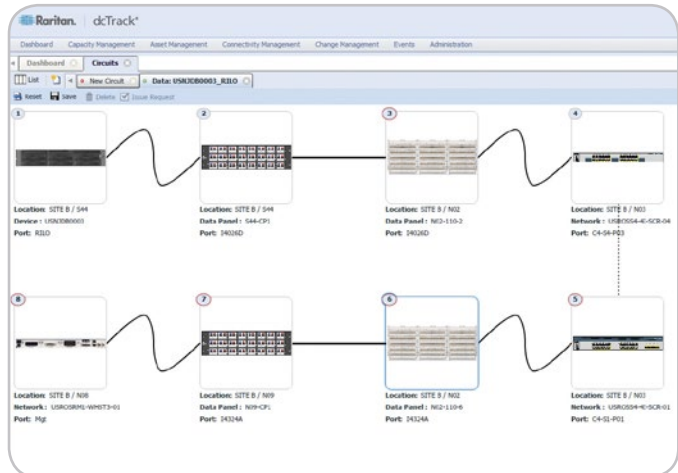 Raritan. dcTrack
Dashboard Capacity Management Asset Management Connectivity Management Change Management Events Administration
Dashboard Circuits
List New Circuit Data: USNJDB0003_RILO
Reset Save Delete Issue Request
1 2 3 4
Location: SITE B / S44 Location: SITE B / S44 Location: SITE B / N02 Location: SITE B / N03
Device: USNJDB0003 Data Panel: S44-CP1 Data Panel: N02-110-2
Port: RILO Port: I4026D Port: I4026D Port: C4-S4-P03
8 7 6 5
Location: SITE B / N08 Location: SITE B / N09 Location: SITE B / N02 Location: SITE B / N03
Data Panel: N09-CP1 Data Panel: N02-110-6
Port: Mgt Port: I4324A Port: I4324A Port: C4-S1-P01